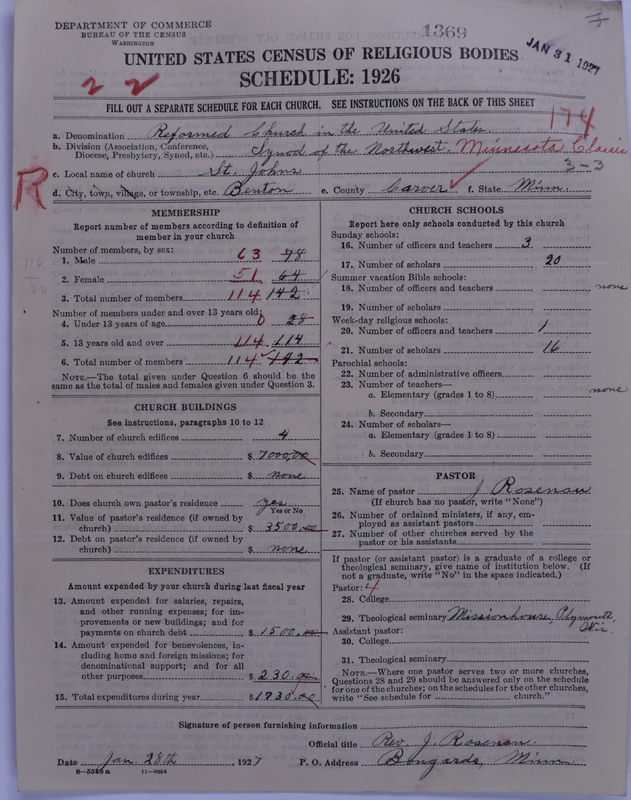 DEPARTMENT OF COMMERCE
BUREAU OF THE CENSUS
WASHINGTON
1369
JAN 31 1927
UNITED STATES CENSUS OF RELIGIOUS BODIES
SCHEDULE: 1926
2 2
FILL OUT A SEPARATE SCHEDULE FOR EACH CHURCH. SEE INSTRUCTIONS ON THE BACK OF THIS SHEET
174
a. Denomination Reformed Church in the United States
b. Division (Association, Conference, Diocese, Presbytery, Synod, etc.) Synod of the Northwest. Minnesota Classis
3-3
R
c. Local name of church St. Johns
d. City, town, village, or township, etc. Benton e. County Carver f. State Minn.
MEMBERSHIP
Report number of members according to definition of
member in your church
Number of members, by sex:
1. Male 63 78
2. Female 51 64
3. Total number of members 114 142
Number of members under and over 13 years old:
4. Under 13 years of age 0 28
5. 13 years old and over 114 114
6. Total number of members 114 142
NOTE.—The total given under Question 6 should be the
same as the total of males and females given under Question 3.
CHURCH BUILDINGS
See instructions, paragraphs 10 to 12
7. Number of church edifices 4
8. Value of church edifices $ 7000.00
9. Debt on church edifices $ none
10. Does church own pastor's residence yes
Yes or No
11. Value of pastor's residence (if owned by
church) $ 3500.00
12. Debt on pastor's residence (if owned by
church) $ none
EXPENDITURES
Amount expended by your church during last fiscal year
13. Amount expended for salaries, repairs,
and other running expenses; for im-
provements or new buildings; and for
payments on church debt $ 1500.00
14. Amount expended for benevolences, in-
cluding home and foreign missions; for
denominational support; and for all
other purposes $ 230.00
15. Total expenditures during year $ 1730.00
CHURCH SCHOOLS
Report here only schools conducted by this church
Sunday schools:
16. Number of officers and teachers 3
17. Number of scholars 20
Summer vacation Bible schools:
18. Number of officers and teachers none
19. Number of scholars
Week-day religious schools:
20. Number of officers and teachers 1
21. Number of scholars 16
Parochial schools:
22. Number of administrative officers
23. Number of teachers—
a. Elementary (grades 1 to 8) none
b. Secondary
24. Number of scholars—
a. Elementary (grades 1 to 8)
b. Secondary
PASTOR
25. Name of pastor J Rosenau
(If church has no pastor, write "None")
26. Number of ordained ministers, if any, em-
ployed as assistant pastors
27. Number of other churches served by the
pastor or his assistants
If pastor (or assistant pastor) is a graduate of a college or
theological seminary, give name of institution below. (If
not a graduate, write "No" in the space indicated.)
Pastor: 4
28. College
29. Theological seminary Missionhouse, Plymouth, Wis.
Assistant pastor:
30. College
31. Theological seminary
NOTE.—Where one pastor serves two or more churches,
Questions 28 and 29 should be answered only on the schedule
for one of the churches; on the schedules for the other churches,
write "See schedule for church."
Signature of person furnishing information
Official title Rev. J. Rosenau
Date Jan. 28th, 1927 P. O. Address Bongards, Minn
8—5518 a 11—9264